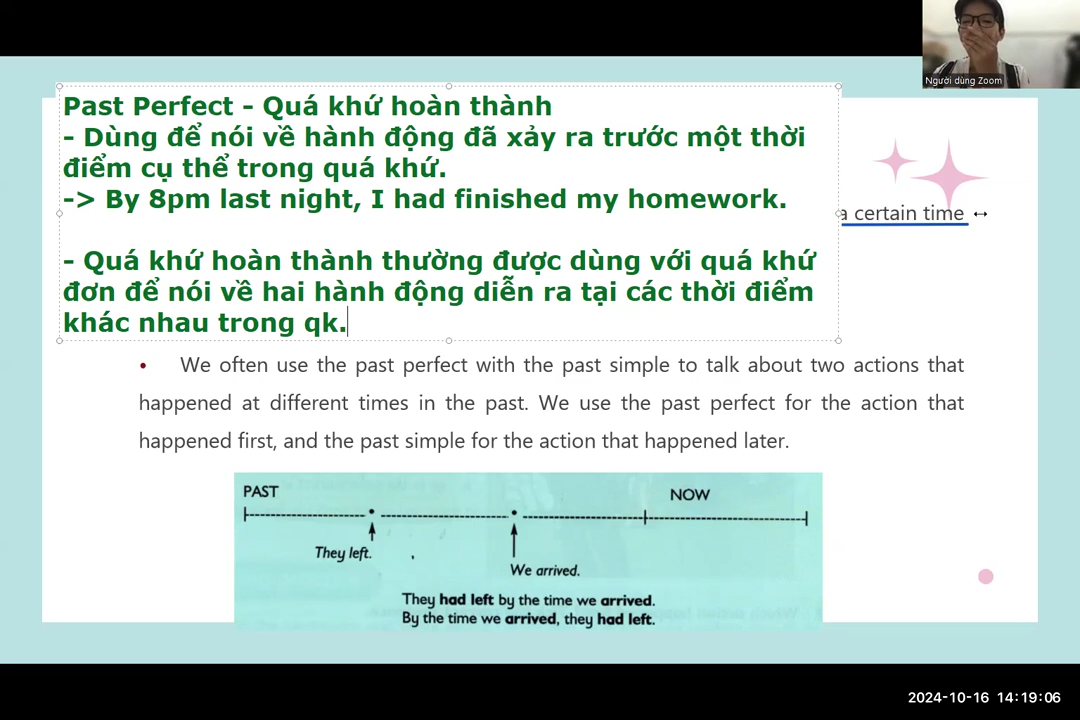 Người dùng Zoom
Past Perfect - Quá khứ hoàn thành
- Dùng để nói về hành động đã xảy ra trước một thời
điểm cụ thể trong quá khứ.
-> By 8pm last night, I had finished my homework.
a certain time ↔
- Quá khứ hoàn thành thường được dùng với quá khứ
đơn để nói về hai hành động diễn ra tại các thời điểm
khác nhau trong qk.
• We often use the past perfect with the past simple to talk about two actions that
happened at different times in the past. We use the past perfect for the action that
happened first, and the past simple for the action that happened later.
PAST NOW
They left.
We arrived.
They had left by the time we arrived.
By the time we arrived, they had left.
2024-10-16 14:19:06